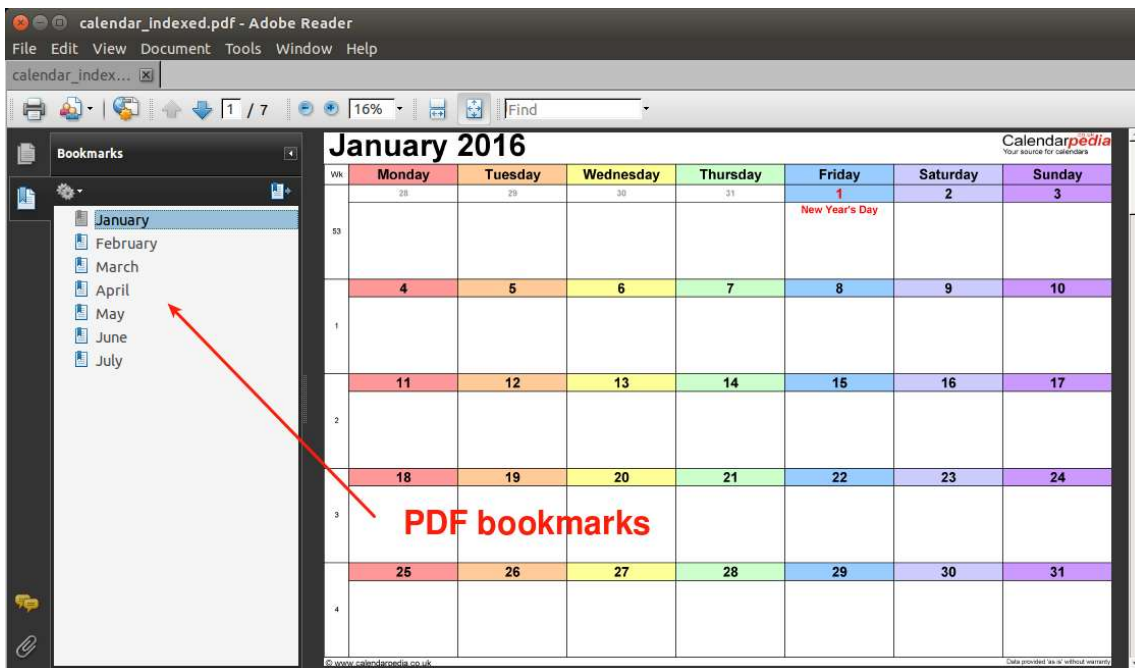 calendar_indexed.pdf - Adobe Reader
File Edit View Document Tools Window Help
calendar_index...
1 / 7 16% Find
Bookmarks
January
February
March
April
May
June
July
PDF bookmarks
January 2016
Calendarpedia
co.uk
Your source for calendars
Wk Monday Tuesday Wednesday Thursday Friday Saturday Sunday
28 29 30 31 1 2 3
New Year's Day
53
4 5 6 7 8 9 10
1
11 12 13 14 15 16 17
2
18 19 20 21 22 23 24
3
25 26 27 28 29 30 31
4
© www.calendarpedia.co.uk
Data provided 'as is' without warranty